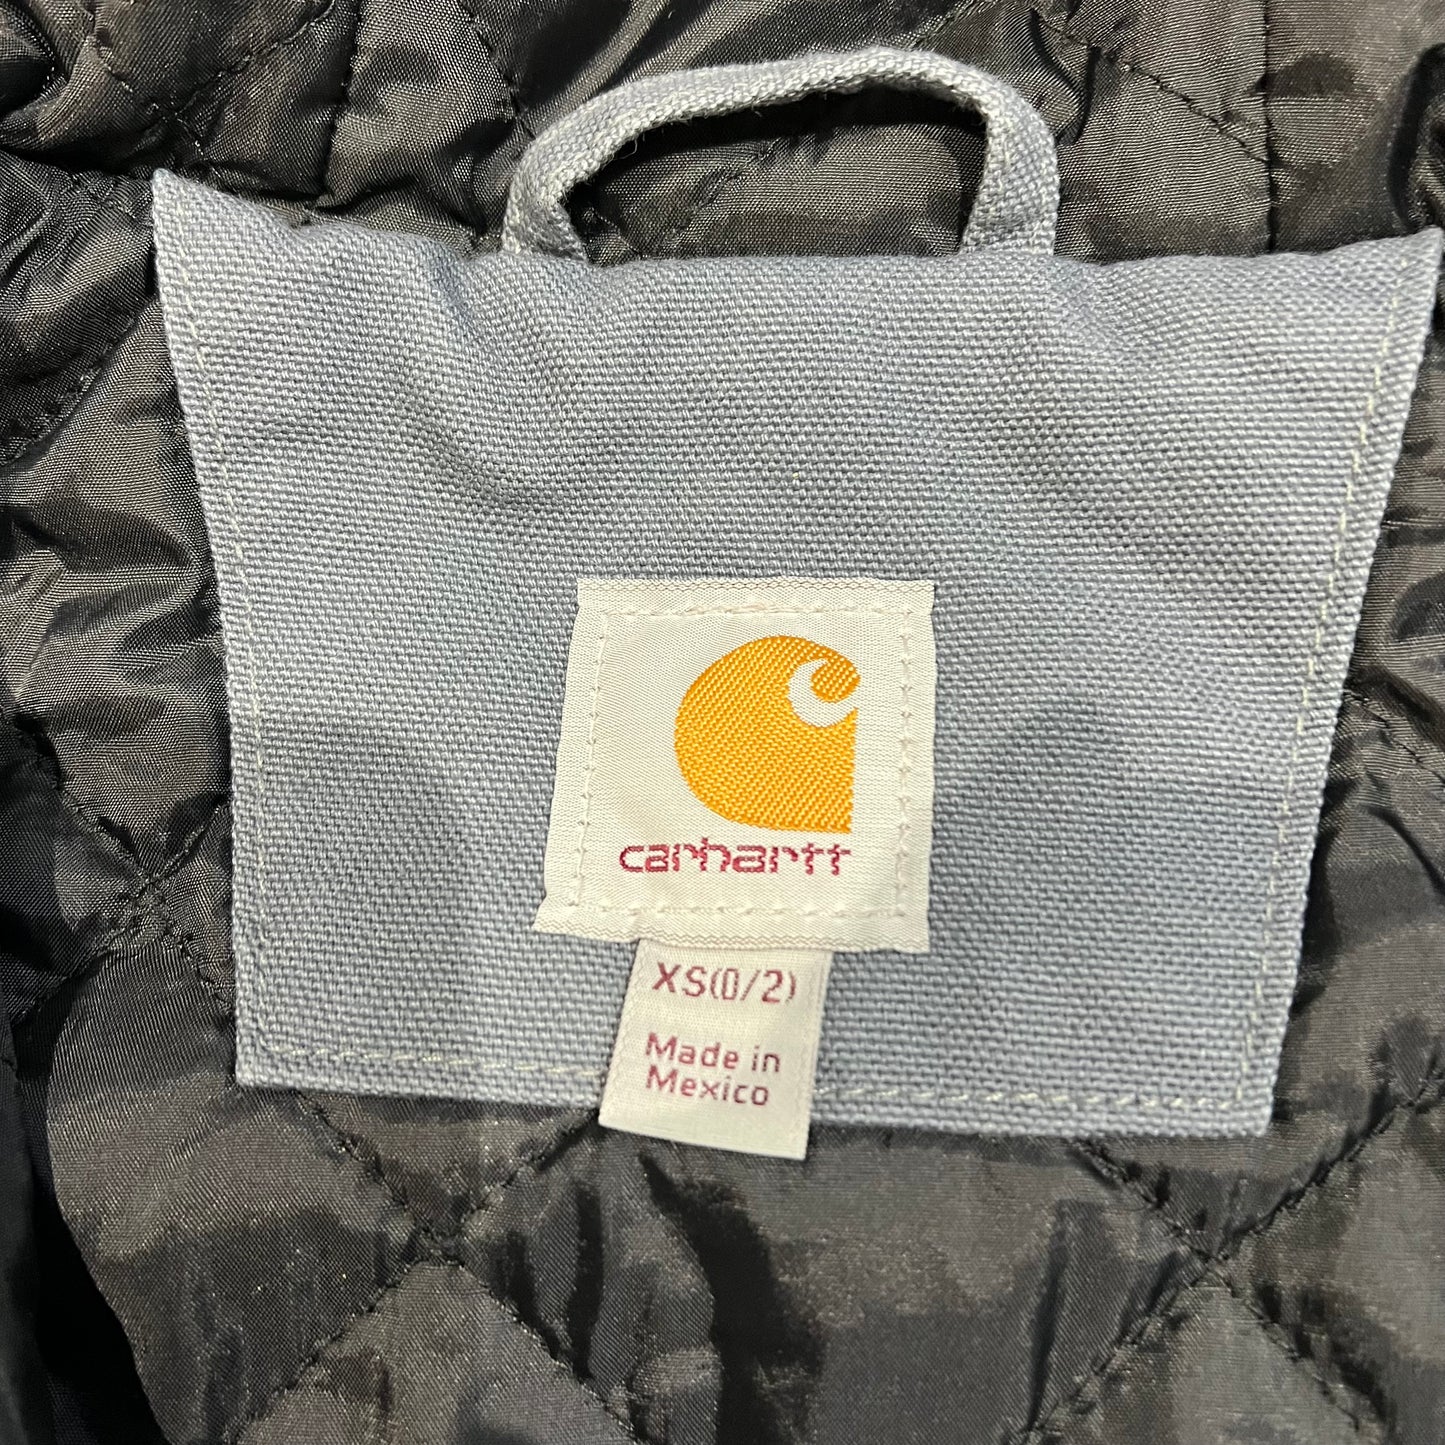 carhartt
XS(0/2)
Made in
Mexico